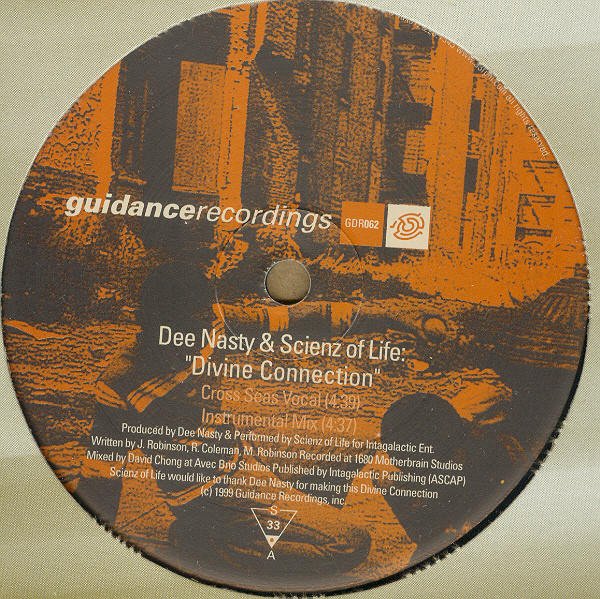 guidancerecordings GDR062
Dee Nasty & Scienz of Life:
"Divine Connection"
Cross Seas Vocal (4:39)
Instrumental Mix (4:37)
Produced by Dee Nasty & Performed by Scienz of Life for Intagalactic Ent.
Written by J. Robinson, R. Coleman, M. Robinson Recorded at 1680 Motherbrain Studios
Mixed by David Chong at Avec Brio Studios Published by Intagalactic Publishing (ASCAP)
Scienz of Life would like to thank Dee Nasty for making this Divine Connection
(c) 1999 Guidance Recordings, inc.
S
33
A
all rights reserved